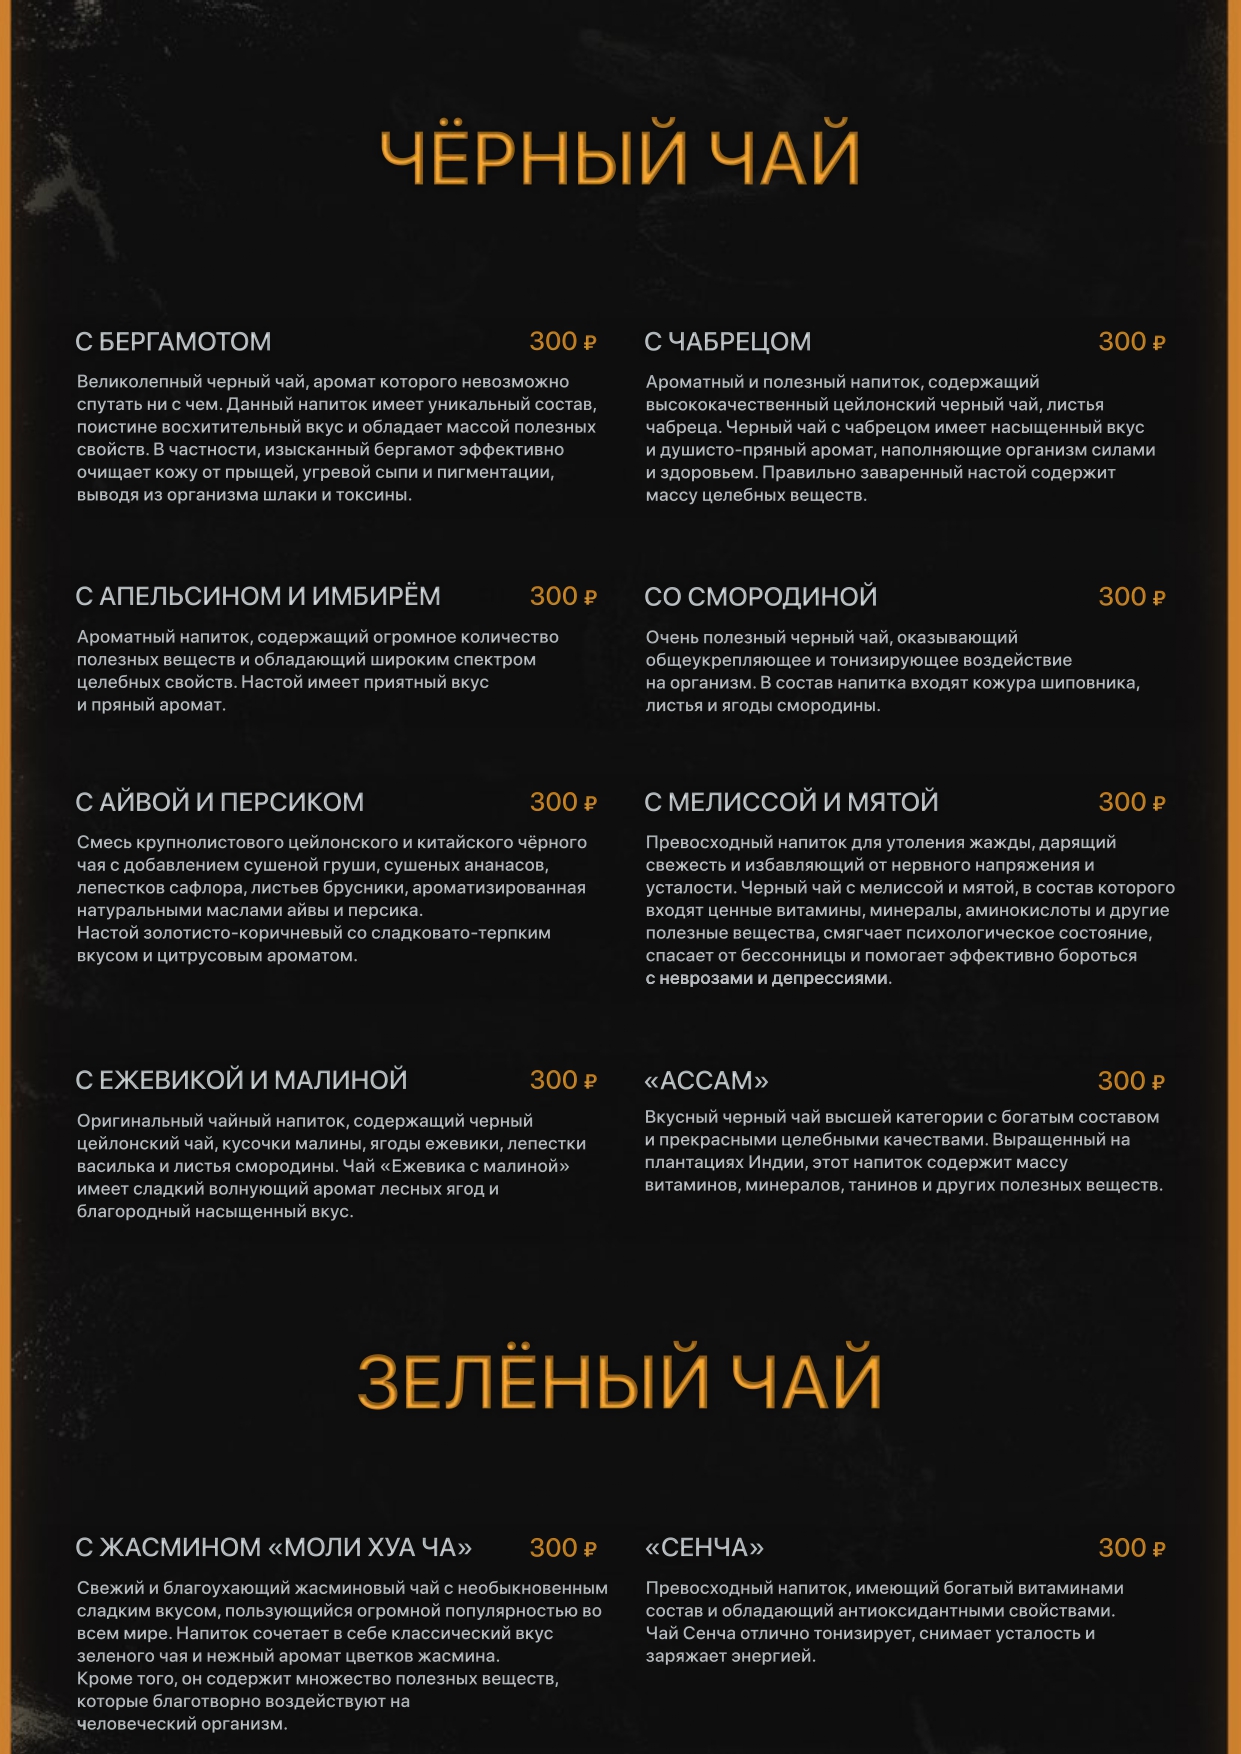 ЧЁРНЫЙ ЧАЙ
С БЕРГАМОТОМ 300 ₽
Великолепный черный чай, аромат которого невозможно
спутать ни с чем. Данный напиток имеет уникальный состав,
поистине восхитительный вкус и обладает массой полезных
свойств. В частности, изысканный бергамот эффективно
очищает кожу от прыщей, угревой сыпи и пигментации,
выводя из организма шлаки и токсины.
С ЧАБРЕЦОМ 300 ₽
Ароматный и полезный напиток, содержащий
высококачественный цейлонский черный чай, листья
чабреца. Черный чай с чабрецом имеет насыщенный вкус
и душисто-пряный аромат, наполняющие организм силами
и здоровьем. Правильно заваренный настой содержит
массу целебных веществ.
С АПЕЛЬСИНОМ И ИМБИРЁМ 300 ₽
Ароматный напиток, содержащий огромное количество
полезных веществ и обладающий широким спектром
целебных свойств. Настой имеет приятный вкус
и пряный аромат.
СО СМОРОДИНОЙ 300 ₽
Очень полезный черный чай, оказывающий
общеукрепляющее и тонизирующее воздействие
на организм. В состав напитка входят кожура шиповника,
листья и ягоды смородины.
С АЙВОЙ И ПЕРСИКОМ 300 ₽
Смесь крупнолистового цейлонского и китайского чёрного
чая с добавлением сушеной груши, сушеных ананасов,
лепестков сафлора, листьев брусники, ароматизированная
натуральными маслами айвы и персика.
Настой золотисто-коричневый со сладковато-терпким
вкусом и цитрусовым ароматом.
С МЕЛИССОЙ И МЯТОЙ 300 ₽
Превосходный напиток для утоления жажды, дарящий
свежесть и избавляющий от нервного напряжения и
усталости. Черный чай с мелиссой и мятой, в состав которого
входят ценные витамины, минералы, аминокислоты и другие
полезные вещества, смягчает психологическое состояние,
спасает от бессонницы и помогает эффективно бороться
с неврозами и депрессиями.
С ЕЖЕВИКОЙ И МАЛИНОЙ 300 ₽
Оригинальный чайный напиток, содержащий черный
цейлонский чай, кусочки малины, ягоды ежевики, лепестки
василька и листья смородины. Чай «Ежевика с малиной»
имеет сладкий волнующий аромат лесных ягод и
благородный насыщенный вкус.
«АССАМ» 300 ₽
Вкусный черный чай высшей категории с богатым составом
и прекрасными целебными качествами. Выращенный на
плантациях Индии, этот напиток содержит массу
витаминов, минералов, танинов и других полезных веществ.
ЗЕЛЁНЫЙ ЧАЙ
С ЖАСМИНОМ «МОЛИ ХУА ЧА» 300 ₽
Свежий и благоухающий жасминовый чай с необыкновенным
сладким вкусом, пользующийся огромной популярностью во
всем мире. Напиток сочетает в себе классический вкус
зеленого чая и нежный аромат цветков жасмина.
Кроме того, он содержит множество полезных веществ,
которые благотворно воздействуют на
человеческий организм.
«СЕНЧА» 300 ₽
Превосходный напиток, имеющий богатый витаминами
состав и обладающий антиоксидантными свойствами.
Чай Сенча отлично тонизирует, снимает усталость и
заряжает энергией.